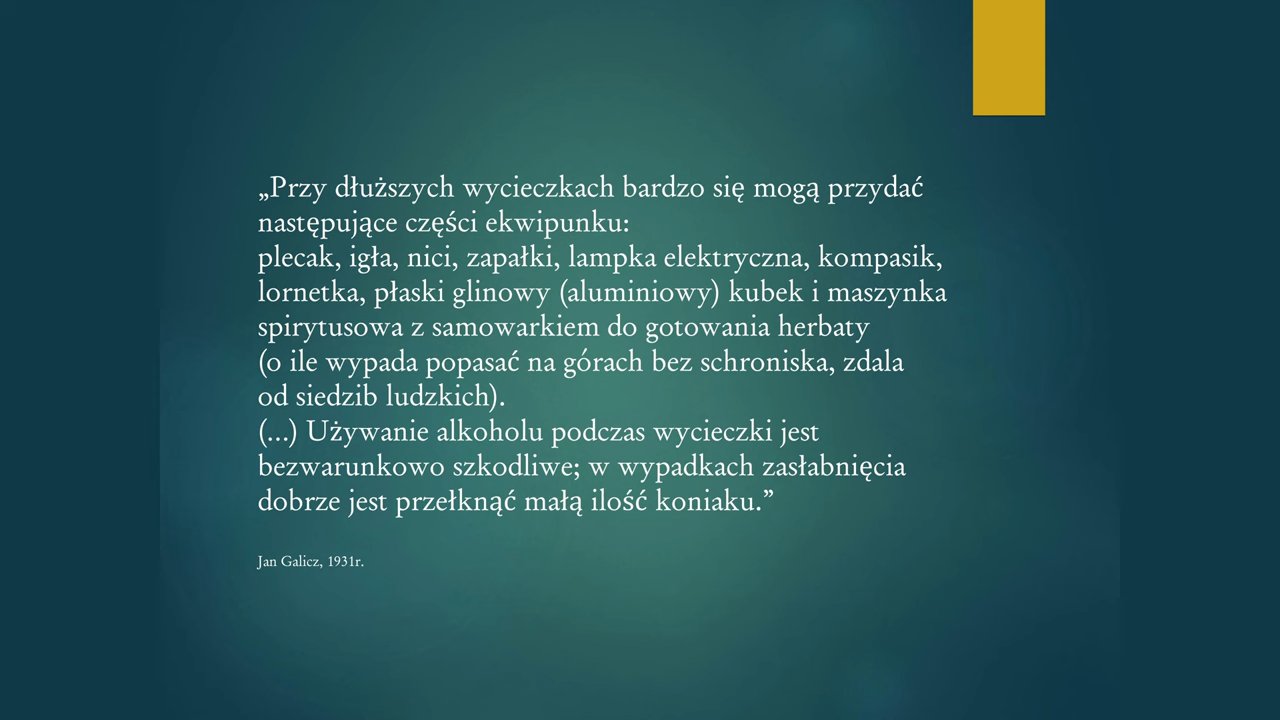 „Przy dłuższych wycieczkach bardzo się mogą przydać
następujące części ekwipunku:
plecak, igła, nici, zapałki, lampka elektryczna, kompasik,
lornetka, płaski glinowy (aluminiowy) kubek i maszynka
spirytusowa z samowarkiem do gotowania herbaty
(o ile wypada popasać na górach bez schroniska, zdala
od siedzib ludzkich).
(...) Używanie alkoholu podczas wycieczki jest
bezwarunkowo szkodliwe; w wypadkach zasłabnięcia
dobrze jest przełknąć małą ilość koniaku.”
Jan Galicz, 1931r.